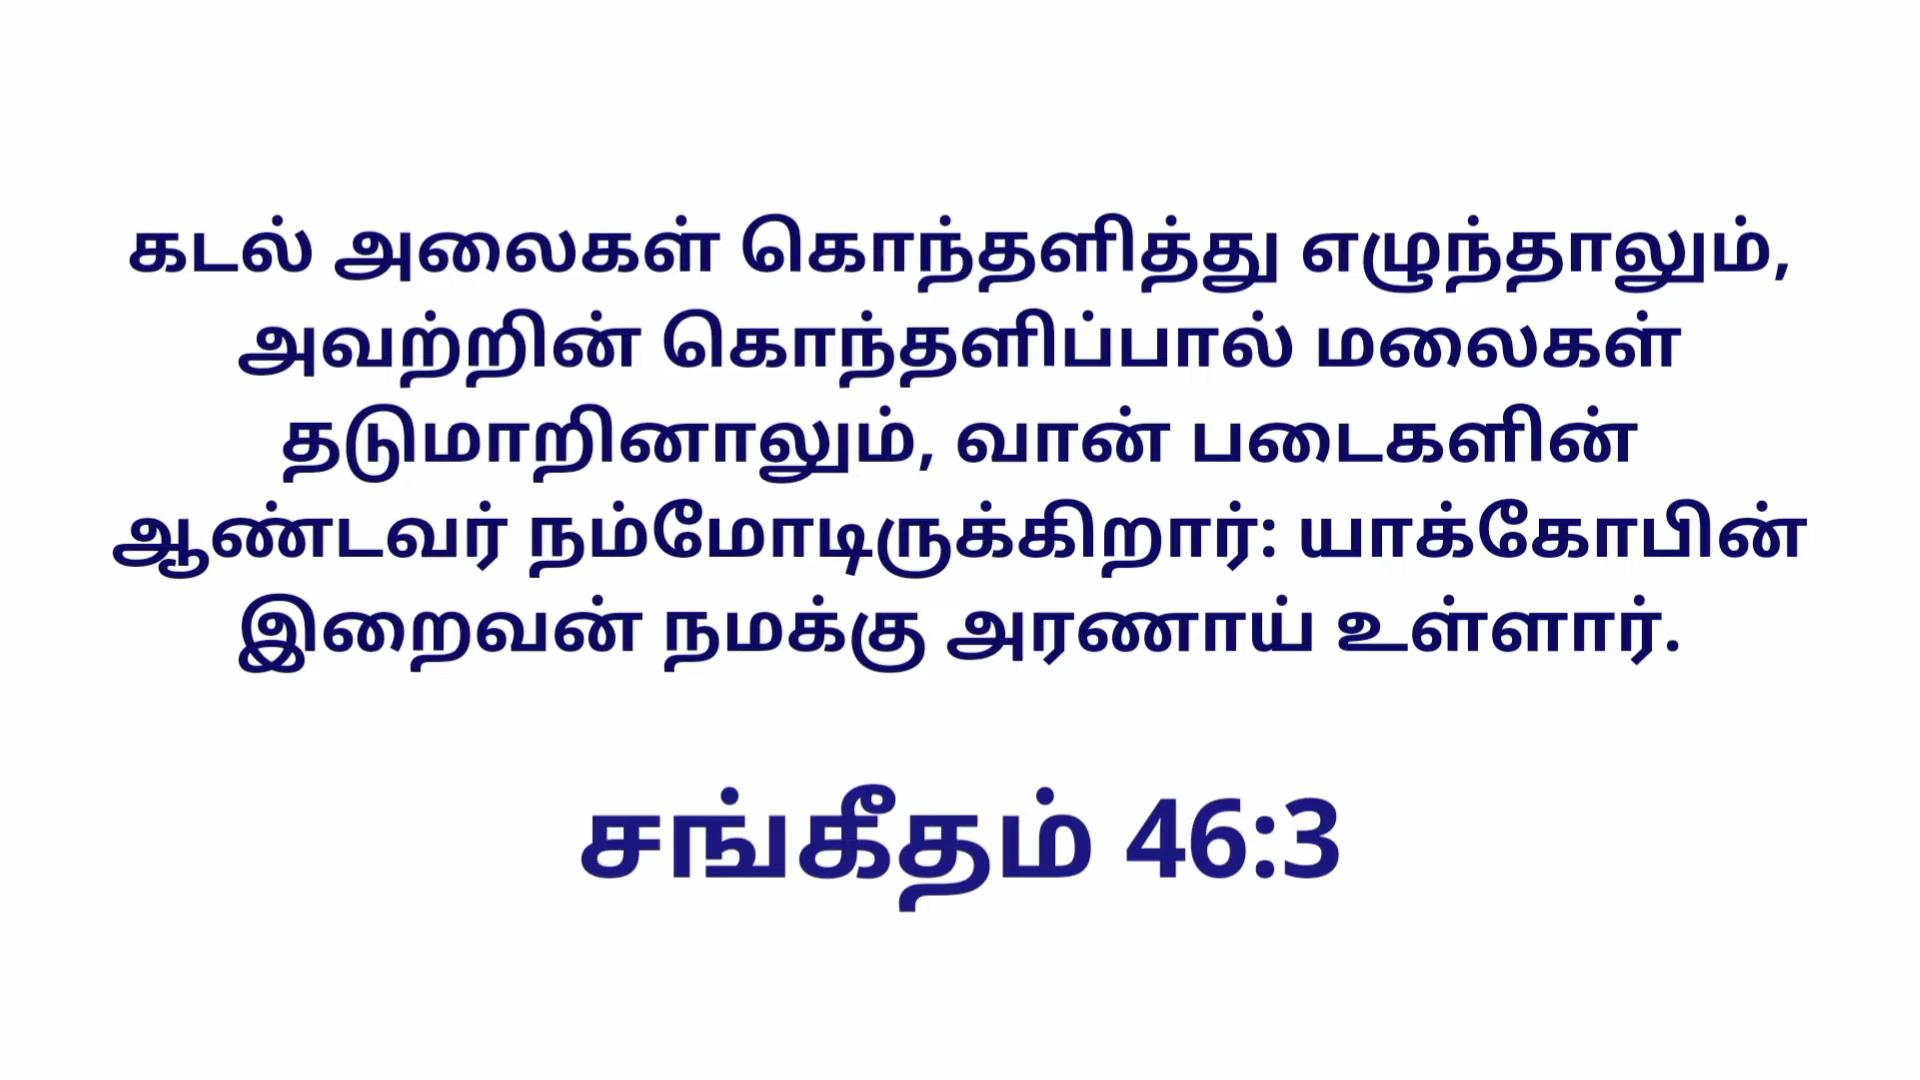 கடல் அலைகள் கொந்தளித்து எழுந்தாலும்,
அவற்றின் கொந்தளிப்பால் மலைகள்
தடுமாறினாலும், வான் படைகளின்
ஆண்டவர் நம்மோடிருக்கிறார்: யாக்கோபின்
இறைவன் நமக்கு அரணாய் உள்ளார்.
சங்கீதம் 46:3